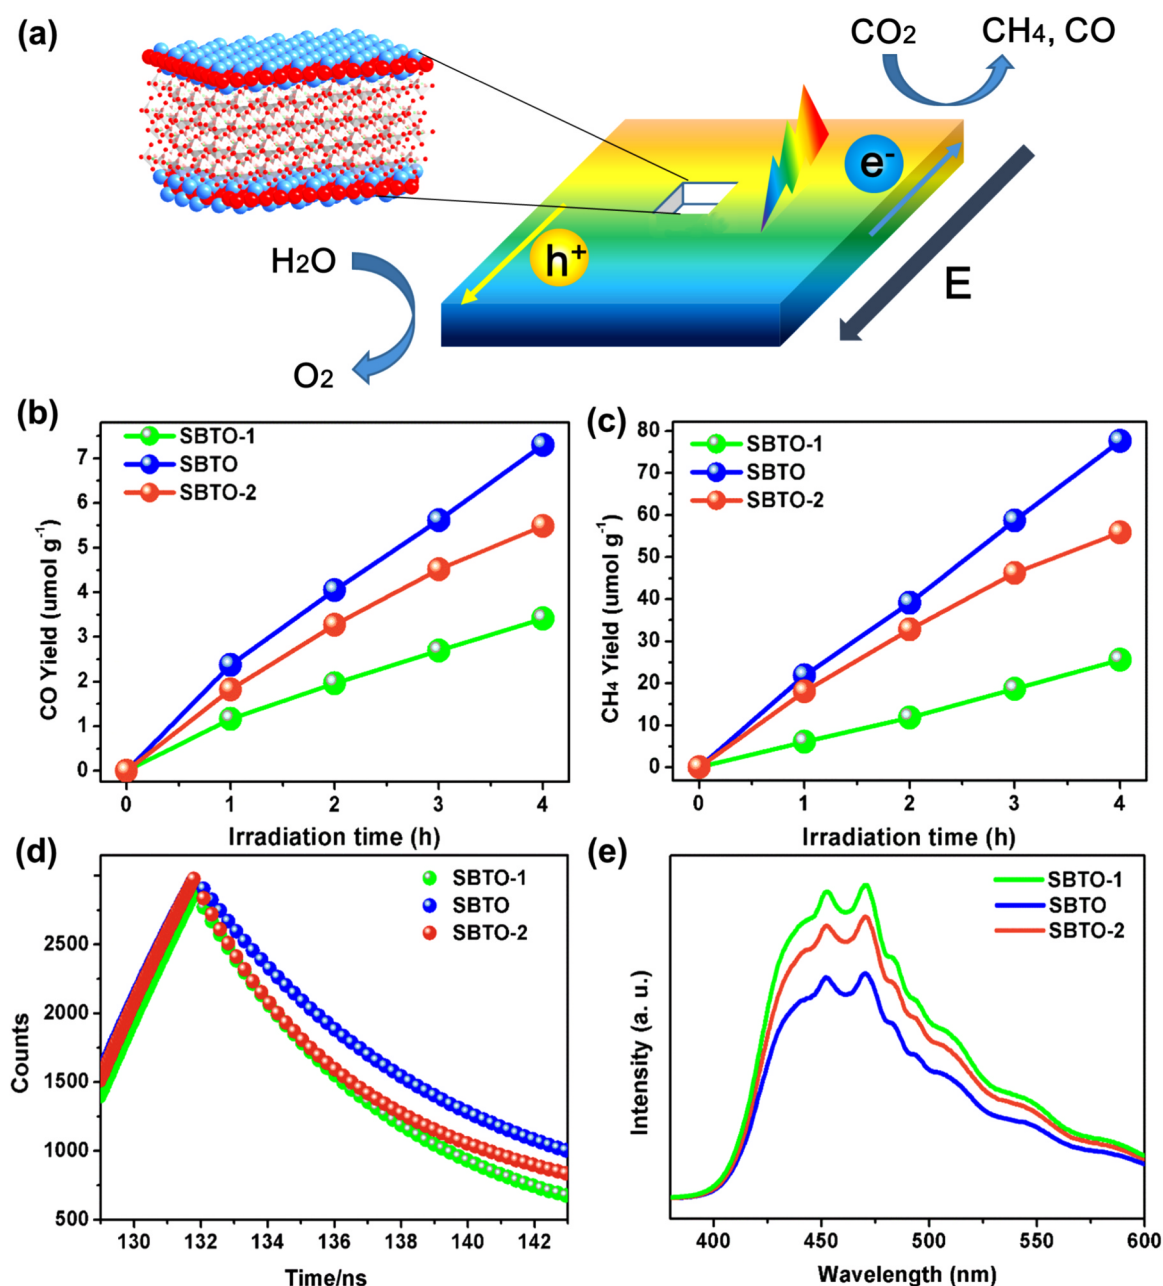 (a)
CO2
CH4, CO
e-
h+
H2O
O2
E
(b)
SBTO-1
SBTO
SBTO-2
CO Yield (umol g-1)
7
6
5
4
3
2
1
0
0 1 2 3 4
Irradiation time (h)
(c)
SBTO-1
SBTO
SBTO-2
CH4 Yield (umol g-1)
80
70
60
50
40
30
20
10
0
0 1 2 3 4
Irradiation time (h)
(d)
SBTO-1
SBTO
SBTO-2
Counts
2500
2000
1500
1000
500
130 132 134 136 138 140 142
Time/ns
(e)
SBTO-1
SBTO
SBTO-2
Intensity (a. u.)
400 450 500 550 600
Wavelength (nm)